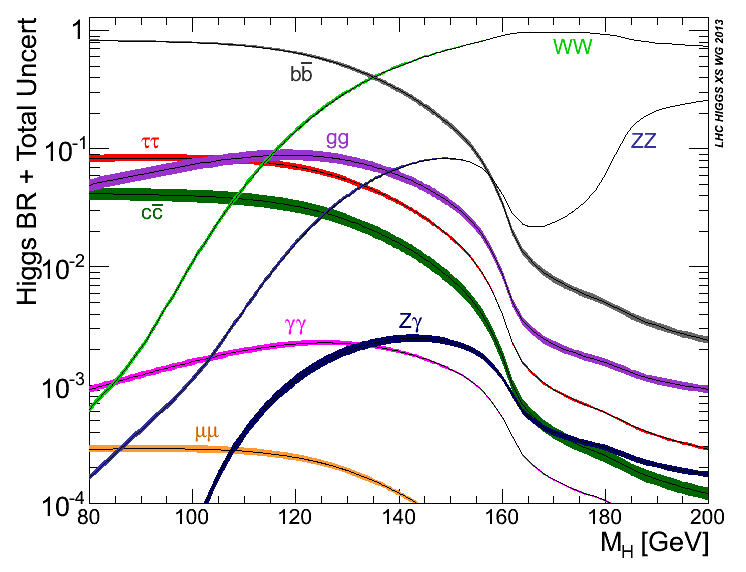 Higgs BR + Total Uncert
LHC HIGGS XS WG 2013
1
10⁻¹
10⁻²
10⁻³
10⁻⁴
bb̅
WW
ττ
gg
ZZ
cc̅
γγ
Zγ
μμ
80 100 120 140 160 180 200
M_H [GeV]